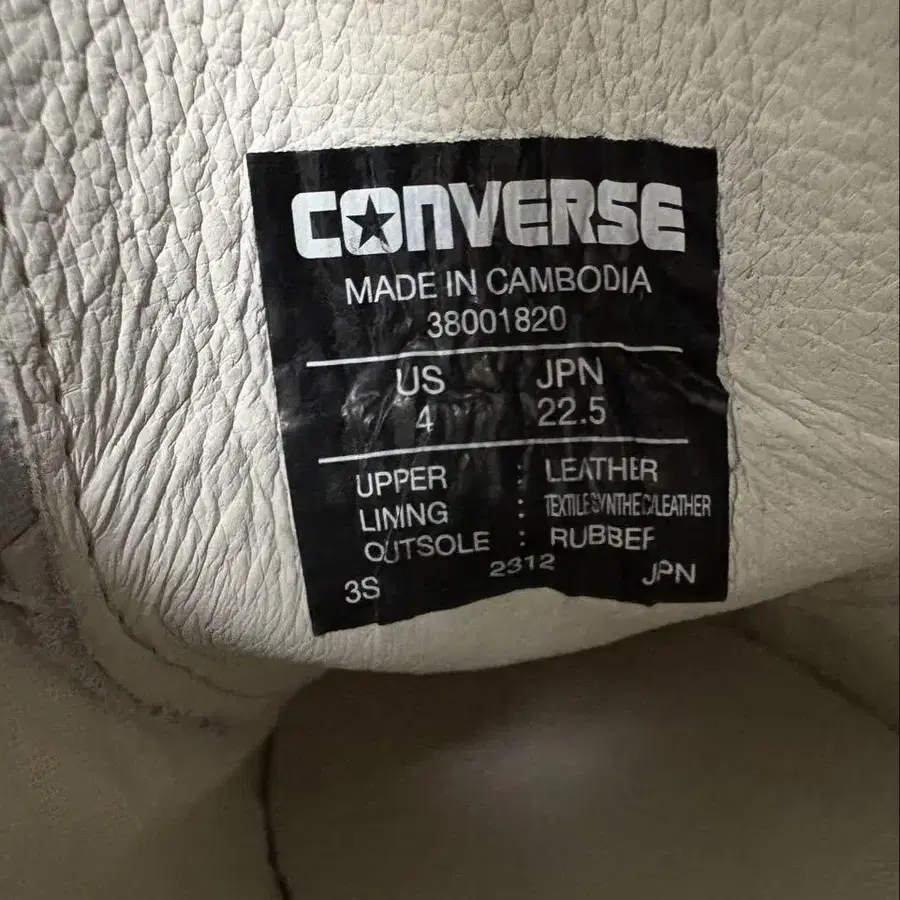 CONVERSE
MADE IN CAMBODIA
38001820
US JPN
4 22.5
UPPER : LEATHER
LINING : TEXTILE/SYNTHETIC/LEATHER
OUTSOLE : RUBBER
3S 2312 JPN